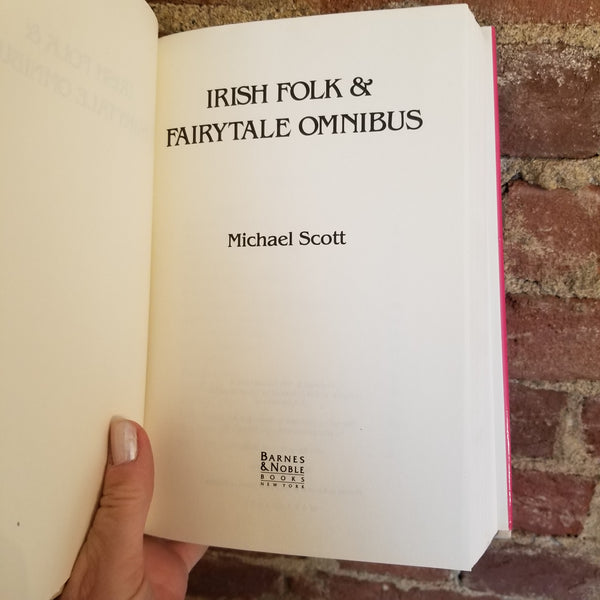 IRISH FOLK &
FAIRYTALE OMNIBUS
Michael Scott
BARNES
& NOBLE
BOOKS
NEW YORK